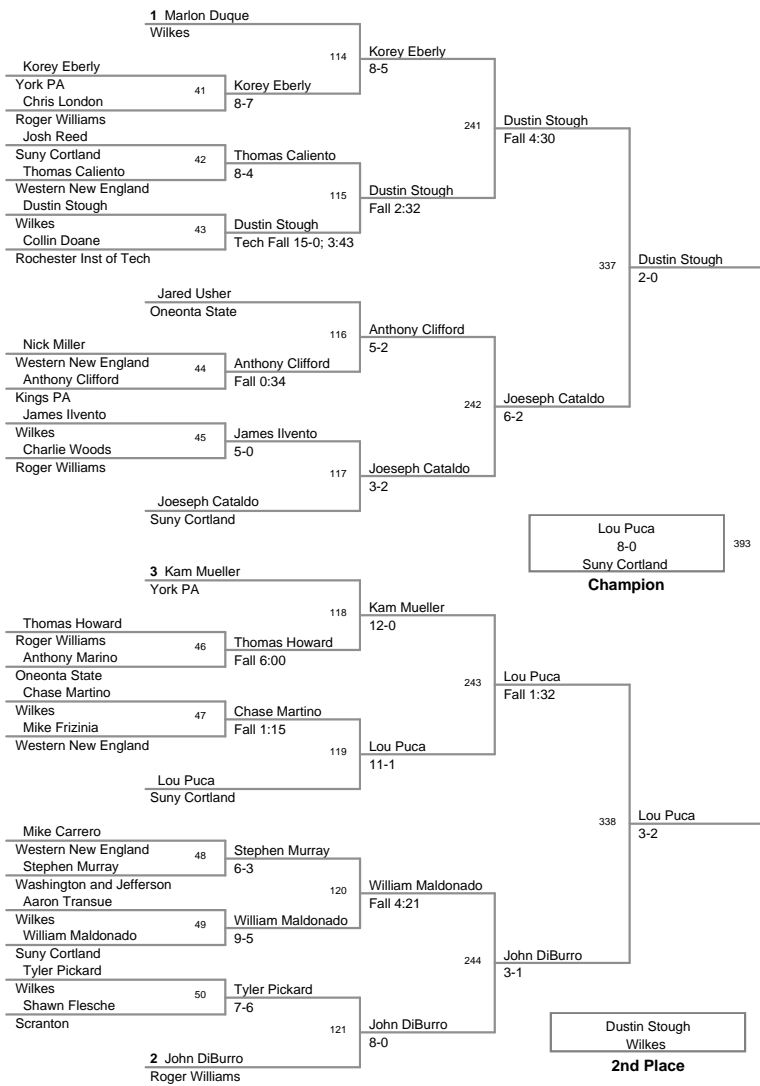 1 Marlon Duque
Wilkes
114
Korey Eberly
8-5
Korey Eberly
York PA
41
Korey Eberly
8-7
Chris London
Roger Williams
241
Dustin Stough
Fall 4:30
Josh Reed
Suny Cortland
42
Thomas Caliento
8-4
Thomas Caliento
Western New England
115
Dustin Stough
Fall 2:32
Dustin Stough
Wilkes
43
Dustin Stough
Tech Fall 15-0; 3:43
Collin Doane
Rochester Inst of Tech
337
Dustin Stough
2-0
Jared Usher
Oneonta State
116
Anthony Clifford
5-2
Nick Miller
Western New England
44
Anthony Clifford
Fall 0:34
Anthony Clifford
Kings PA
242
Joeseph Cataldo
6-2
James Ilvento
Wilkes
45
James Ilvento
5-0
Charlie Woods
Roger Williams
117
Joeseph Cataldo
3-2
Joeseph Cataldo
Suny Cortland
Lou Puca
8-0
Suny Cortland
393
Champion
3 Kam Mueller
York PA
118
Kam Mueller
12-0
Thomas Howard
Roger Williams
46
Thomas Howard
Fall 6:00
Anthony Marino
Oneonta State
243
Lou Puca
Fall 1:32
Chase Martino
Wilkes
47
Chase Martino
Fall 1:15
Mike Frizinia
Western New England
119
Lou Puca
11-1
Lou Puca
Suny Cortland
338
Lou Puca
3-2
Mike Carrero
Western New England
48
Stephen Murray
6-3
Stephen Murray
Washington and Jefferson
120
William Maldonado
Fall 4:21
Aaron Transue
Wilkes
49
William Maldonado
9-5
William Maldonado
Suny Cortland
244
John DiBurro
3-1
Tyler Pickard
Wilkes
50
Tyler Pickard
7-6
Shawn Flesche
Scranton
121
John DiBurro
8-0
2 John DiBurro
Roger Williams
Dustin Stough
Wilkes
2nd Place